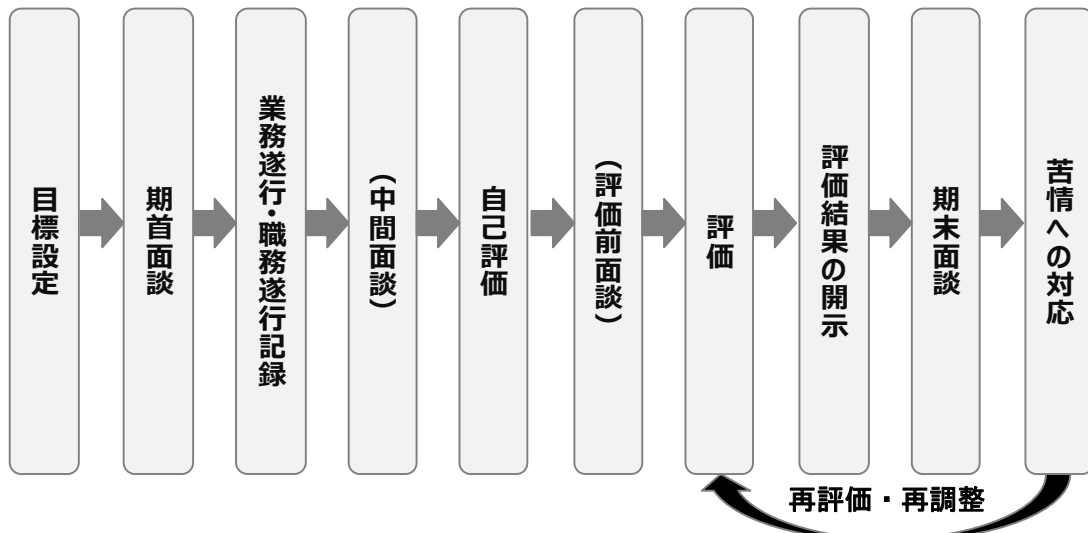 目標設定
期首面談
業務遂行・職務遂行記録
（中間面談）
自己評価
（評価前面談）
評価
評価結果の開示
期末面談
苦情への対応
再評価・再調整